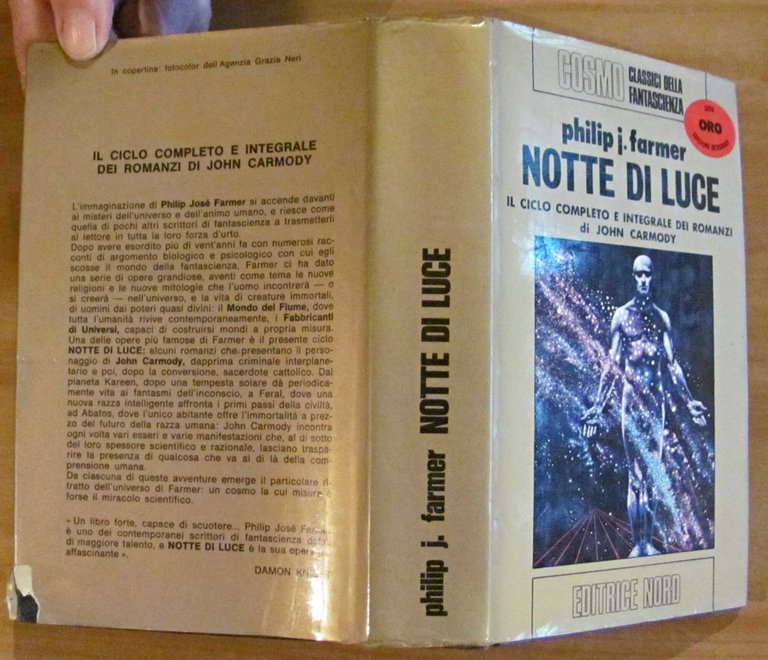 In copertina: fotocolor dell'Agenzia Grazia Neri
IL CICLO COMPLETO E INTEGRALE
DEI ROMANZI DI JOHN CARMODY
L'immaginazione di Philip José Farmer si accende davanti
ai misteri dell'universo e dell'animo umano, e riesce come
quella di pochi altri scrittori di fantascienza a trasmetterli
al lettore in tutta la loro forza d'urto.
Dopo avere esordito più di vent'anni fa con numerosi rac-
conti di argomento biologico e psicologico con cui egli
scosse il mondo della fantascienza, Farmer ci ha dato
una serie di opere grandiose, aventi come tema le nuove
religioni e le nuove mitologie che l'uomo incontrerà — o
si creerà — nell'universo, e la vita di creature immortali,
di uomini dai poteri quasi divini: il Mondo del Fiume, dove
tutta l'umanità rivive contemporaneamente, i Fabbricanti
di Universi, capaci di costruirsi mondi a propria misura.
Una delle opere più famose di Farmer è il presente ciclo
NOTTE DI LUCE: alcuni romanzi che presentano il perso-
naggio di John Carmody, dapprima criminale interplane-
tario e poi, dopo la conversione, sacerdote cattolico. Dal
pianeta Kareen, dopo una tempesta solare dà periodica-
mente vita ai fantasmi dell'inconscio, a Feral, dove una
nuova razza intelligente affronta i primi passi della civiltà,
ad Abatos, dove l'unico abitante offre l'immortalità a prez-
zo del futuro della razza umana: John Carmody incontra
ogni volta vari esseri e varie manifestazioni che, al di sotto
del loro spessore scientifico e razionale, lasciano traspa-
rire la presenza di qualcosa che va al di là della com-
prensione umana.
Da ciascuna di queste avventure emerge il particolare ri-
tratto dell'universo di Farmer: un cosmo la cui misura è
forse il miracolo scientifico.
« Un libro forte, capace di scuotere... Philip José
è uno dei contemporanei scrittori di fantascienza
di maggiore talento, e NOTTE DI LUCE è la sua
affascinante ».
DAMON
philip j. farmer NOTTE DI LUCE
COSMO CLASSICI DELLA
FANTASCIENZA
SERIE
ORO
EDIZIONI INTEGRALI
philip j. farmer
NOTTE DI LUCE
IL CICLO COMPLETO E INTEGRALE DEI ROMANZI
di JOHN CARMODY
EDITRICE NORD